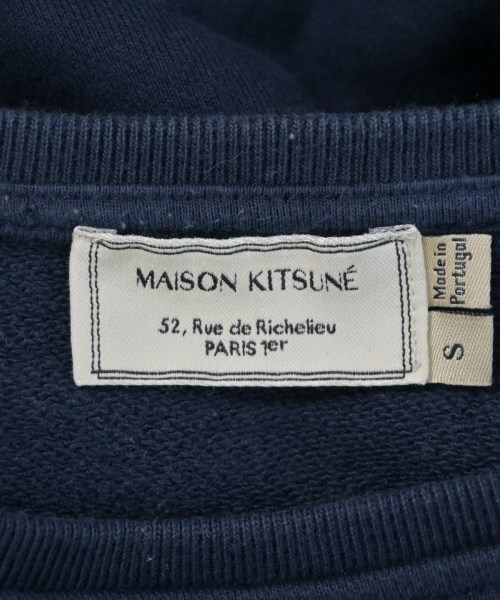 MAISON KITSUNÉ
52, Rue de Richelieu
PARIS 1er
Made in
Portugal
S